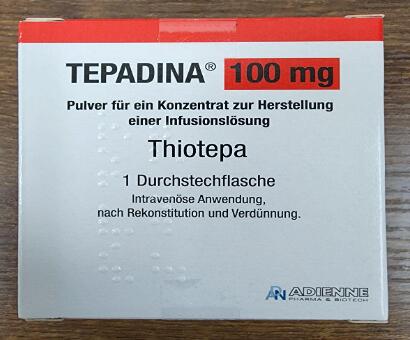 TEPADINA® 100 mg
Pulver für ein Konzentrat zur Herstellung
einer Infusionslösung
Thiotepa
1 Durchstechflasche
Intravenöse Anwendung,
nach Rekonstitution und Verdünnung.
ADIENNE
PHARMA & BIOTECH